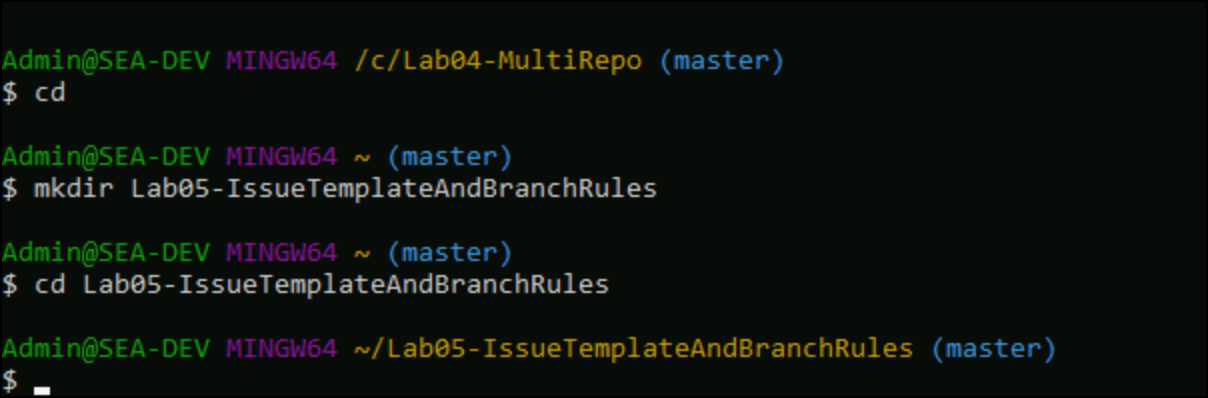 Admin@SEA-DEV MINGW64 /c/Lab04-MultiRepo (master)
$ cd
Admin@SEA-DEV MINGW64 ~ (master)
$ mkdir Lab05-IssueTemplateAndBranchRules
Admin@SEA-DEV MINGW64 ~ (master)
$ cd Lab05-IssueTemplateAndBranchRules
Admin@SEA-DEV MINGW64 ~/Lab05-IssueTemplateAndBranchRules (master)
$